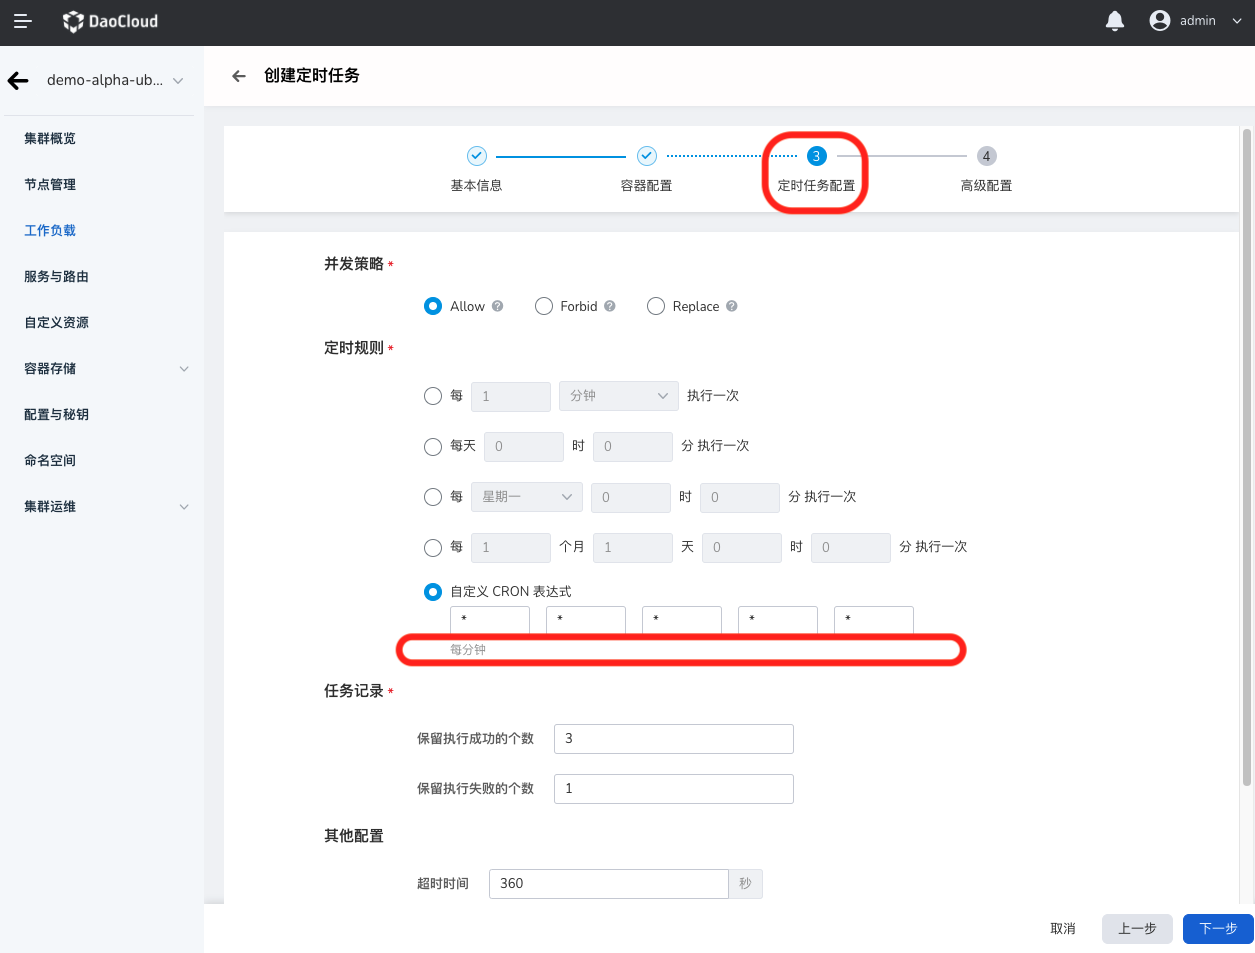 DaoCloud
admin
demo-alpha-ub...
创建定时任务
集群概览
节点管理
工作负载
服务与路由
自定义资源
容器存储
配置与秘钥
命名空间
集群运维
3
4
基本信息
容器配置
定时任务配置
高级配置
并发策略 *
Allow ? Forbid ? Replace ?
定时规则 *
每 1 分钟 执行一次
每天 0 时 0 分 执行一次
每 星期一 0 时 0 分 执行一次
每 1 个月 1 天 0 时 0 分 执行一次
自定义 CRON 表达式
* * * * *
每分钟
任务记录 *
保留执行成功的个数 3
保留执行失败的个数 1
其他配置
超时时间 360 秒
取消 上一步 下一步